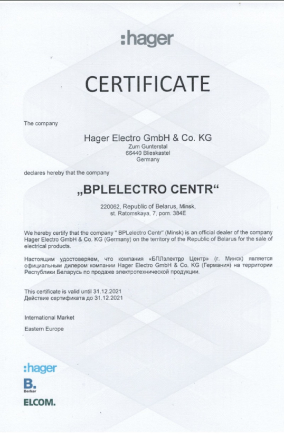 :hager
CERTIFICATE
The company
Hager Electro GmbH & Co. KG
Zum Gunterstal
66440 Blieskastel
Germany
declares hereby that the company
„BPLELECTRO CENTR“
220062, Republic of Belarus, Minsk,
st. Ratomskaya, 7, pom. 384E
We hereby certify that the company " BPLelectro Centr" (Minsk) is an official dealer of the company
Hager Electro GmbH & Co. KG (Germany) on the territory of the Republic of Belarus for the sale of
electrical products.
Настоящим удостоверяем, что компания «БПЛэлектро Центр» (г. Минск) является
официальным дилером компании Hager Electro GmbH & Co. KG (Германия) на территории
Республики Беларусь по продаже электротехнической продукции.
This certificate is valid until 31.12.2021
Действие сертификата до 31.12.2021
International Market
Eastern Europe
:hager
B.
Berker
ELCOM.